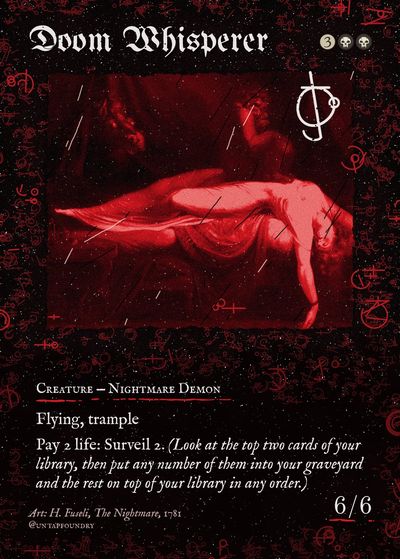 Doom Whisperer
3
Creature – Nightmare Demon
Flying, trample
Pay 2 life: Surveil 2. (Look at the top two cards of your
library, then put any number of them into your graveyard
and the rest on top of your library in any order.)
6/6
Art: H. Fuseli, The Nightmare, 1781
@untapfoundry